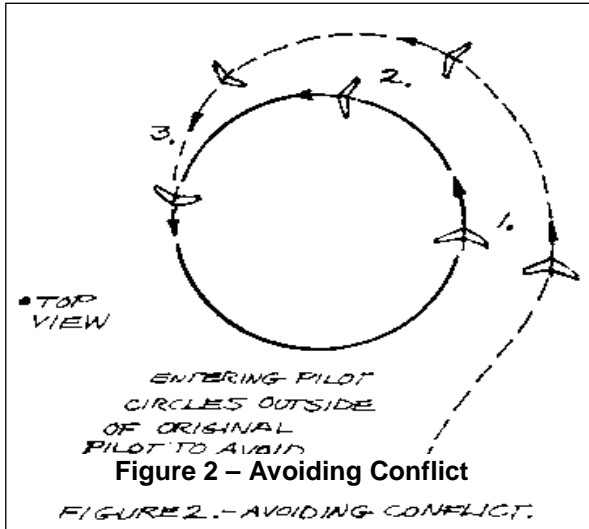 2.
3.
1.
• TOP
VIEW
ENTERING PILOT
CIRCLES OUTSIDE
OF ORIGINAL
PILOT TO AVOID
Figure 2 – Avoiding Conflict
FIGURE 2. - AVOIDING CONFLICT.